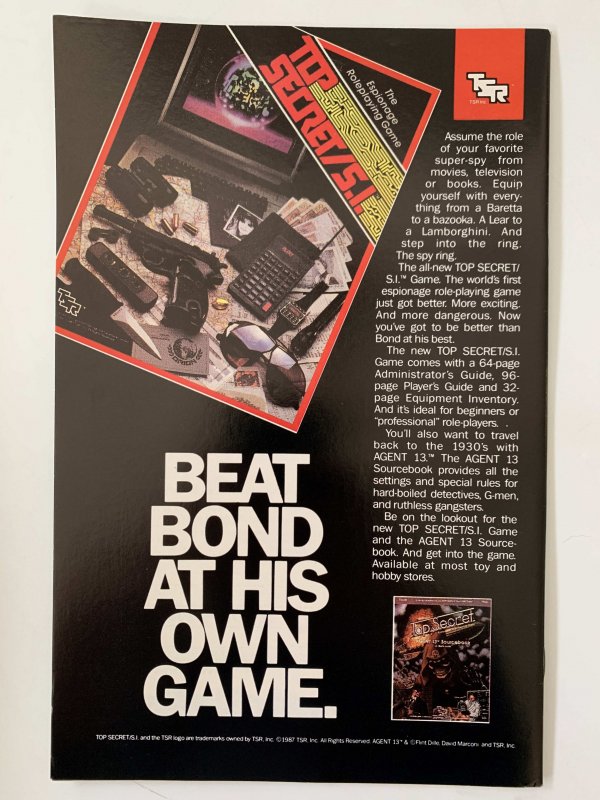 TOP
SECRET/S.I.
The
Espionage
Roleplaying Game
TSR
TSR
TSR Inc
Assume the role
of your favorite
super-spy from
movies, television
or books. Equip
yourself with every-
thing from a Baretta
to a bazooka. A Lear to
a Lamborghini. And
step into the ring.
The spy ring.
The all-new TOP SECRET/
S.I.™ Game. The world's first
espionage role-playing game
just got better. More exciting.
And more dangerous. Now
you've got to be better than
Bond at his best.
The new TOP SECRET/S.I.
Game comes with a 64-page
Administrator's Guide, 96-
page Player's Guide and 32-
page Equipment Inventory.
And it's ideal for beginners or
"professional" role-players. .
You'll also want to travel
back to the 1930's with
AGENT 13.™ The AGENT 13
Sourcebook provides all the
settings and special rules for
hard-boiled detectives, G-men,
and ruthless gangsters.
Be on the lookout for the
new TOP SECRET/S.I. Game
and the AGENT 13 Source-
book. And get into the game.
Available at most toy and
hobby stores.
BEAT
BOND
AT HIS
OWN
GAME.
Top Secret
Agent 13™ Sourcebook
TOP SECRET/S.I. and the TSR logo are trademarks owned by TSR, Inc. ©1987 TSR, Inc. All Rights Reserved. AGENT 13™ & ©Flint Dille, David Marconi and TSR, Inc.